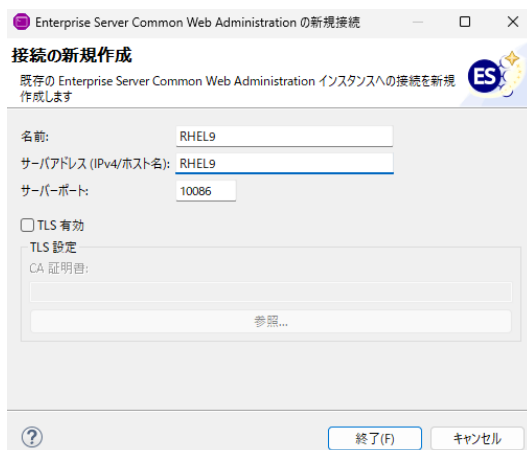 Enterprise Server Common Web Administration の新規接続
接続の新規作成
既存の Enterprise Server Common Web Administration インスタンスへの接続を新規
作成します
ES
名前:
RHEL9
サーバアドレス (IPv4/ホスト名):
RHEL9
サーバーポート:
10086
TLS 有効
TLS 設定
CA 証明書:
参照...
?
終了(F)
キャンセル